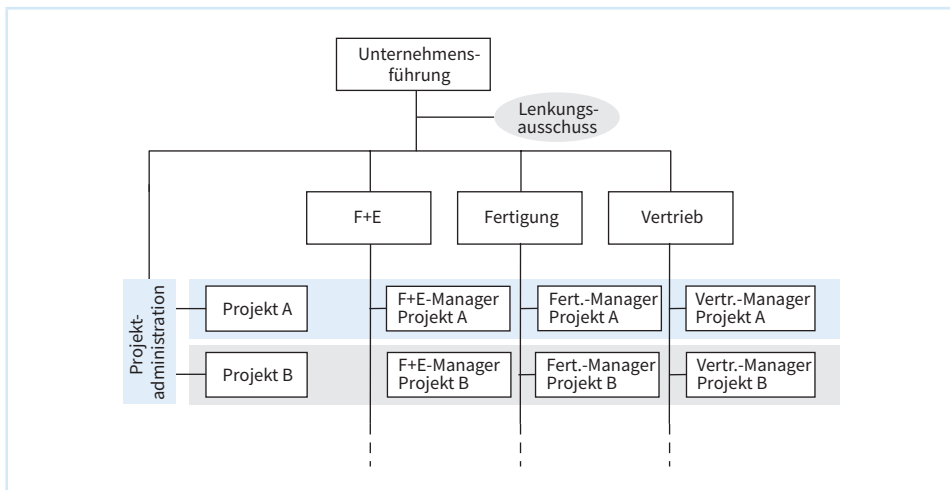 Unternehmens-
führung
Lenkungs-
ausschuss
F+E
Fertigung
Vertrieb
Projekt-
administration
Projekt A
F+E-Manager
Projekt A
Fert.-Manager
Projekt A
Vertr.-Manager
Projekt A
Projekt B
F+E-Manager
Projekt B
Fert.-Manager
Projekt B
Vertr.-Manager
Projekt B